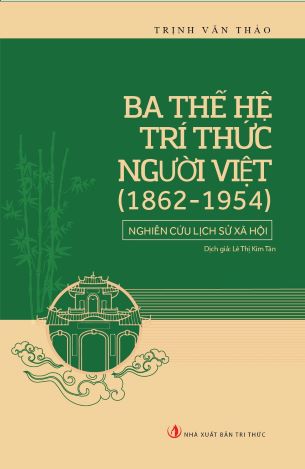 TRỊNH VĂN THẢO
BA THẾ HỆ
TRÍ THỨC
NGƯỜI VIỆT
(1862-1954)
NGHIÊN CỨU LỊCH SỬ XÃ HỘI
Dịch giả: Lê Thị Kim Tân
NHÀ XUẤT BẢN TRI THỨC